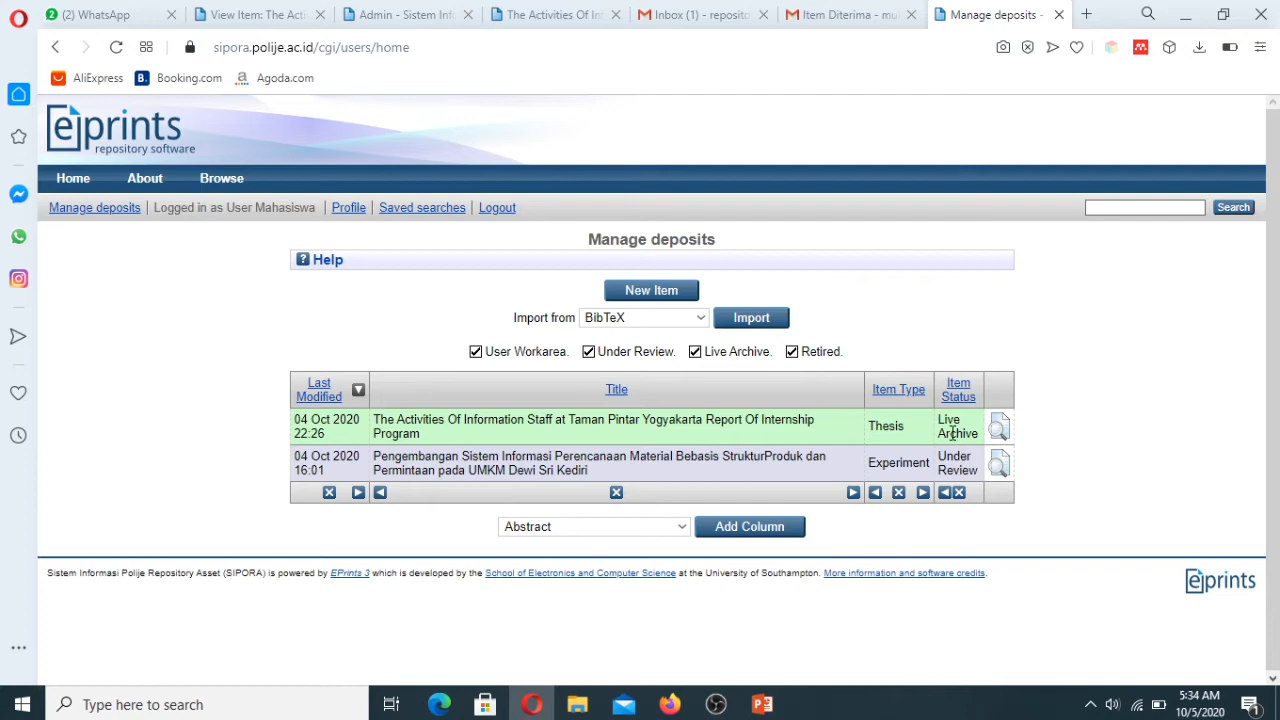 (2) WhatsApp
View Item: The Acti
Admin - Sistem Inf
The Activities Of In
Inbox (1) - reposito
Item Diterima - mul
Manage deposits -
sipora.polije.ac.id/cgi/users/home
AliExpress
Booking.com
Agoda.com
eprints
repository software
Home About Browse
Manage deposits Logged in as User Mahasiswa Profile Saved searches Logout
Search
Manage deposits
? Help
New Item
Import from BibTeX Import
User Workarea. Under Review. Live Archive. Retired.
Last Modified Title Item Type Item Status
04 Oct 2020 22:26
The Activities Of Information Staff at Taman Pintar Yogyakarta Report Of Internship
Program
Thesis
Live Archive
04 Oct 2020 16:01
Pengembangan Sistem Informasi Perencanaan Material Bebasis StrukturProduk dan
Permintaan pada UMKM Dewi Sri Kediri
Experiment
Under Review
Abstract Add Column
Sistem Informasi Polije Repository Asset (SIPORA) is powered by EPrints 3 which is developed by the School of Electronics and Computer Science at the University of Southampton. More information and software credits.
eprints
Type here to search
5:34 AM
10/5/2020